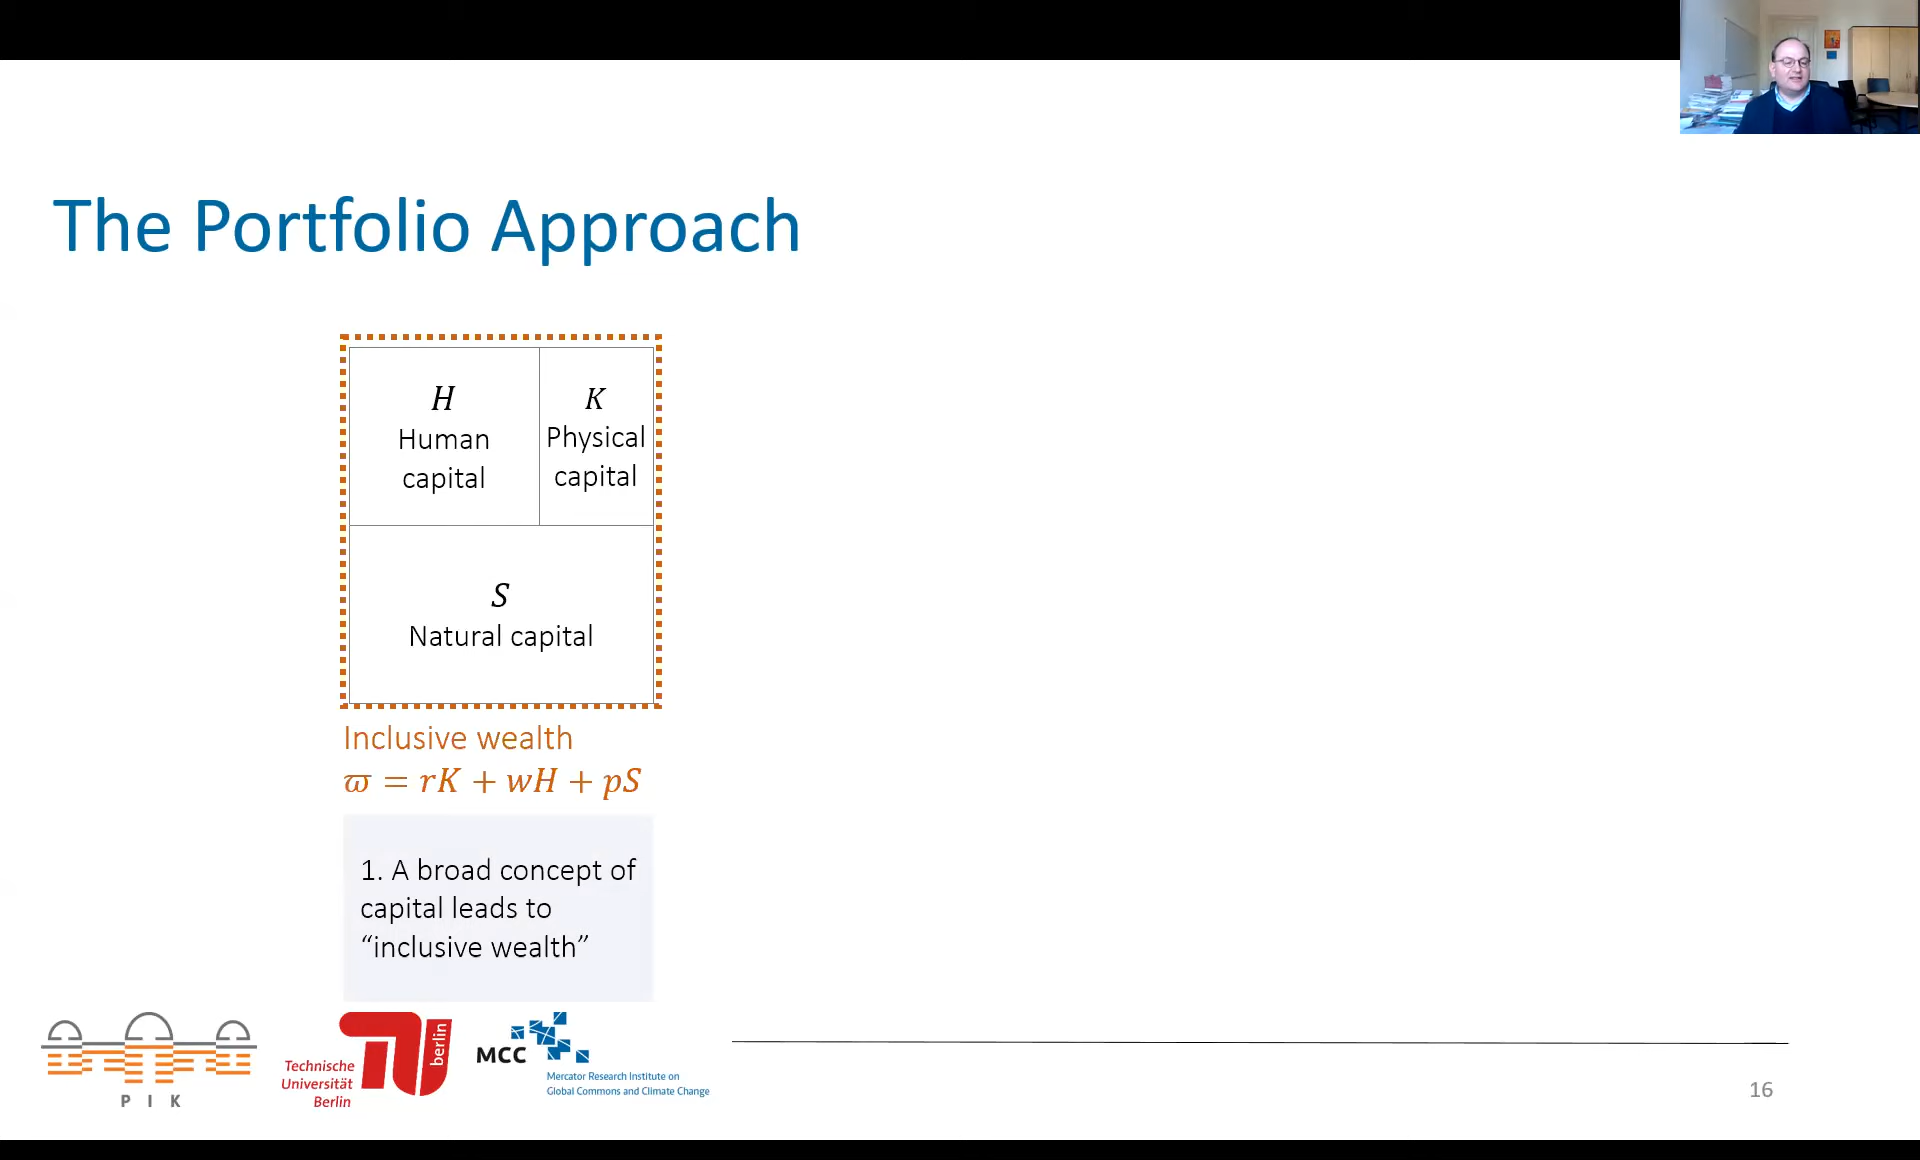 The Portfolio Approach
H
Human
capital
K
Physical
capital
S
Natural capital
Inclusive wealth
ϖ = rK + wH + pS
1. A broad concept of
capital leads to
“inclusive wealth”
P I K
Technische
Universität
Berlin
berlin
MCC
Mercator Research Institute on
Global Commons and Climate Change
16